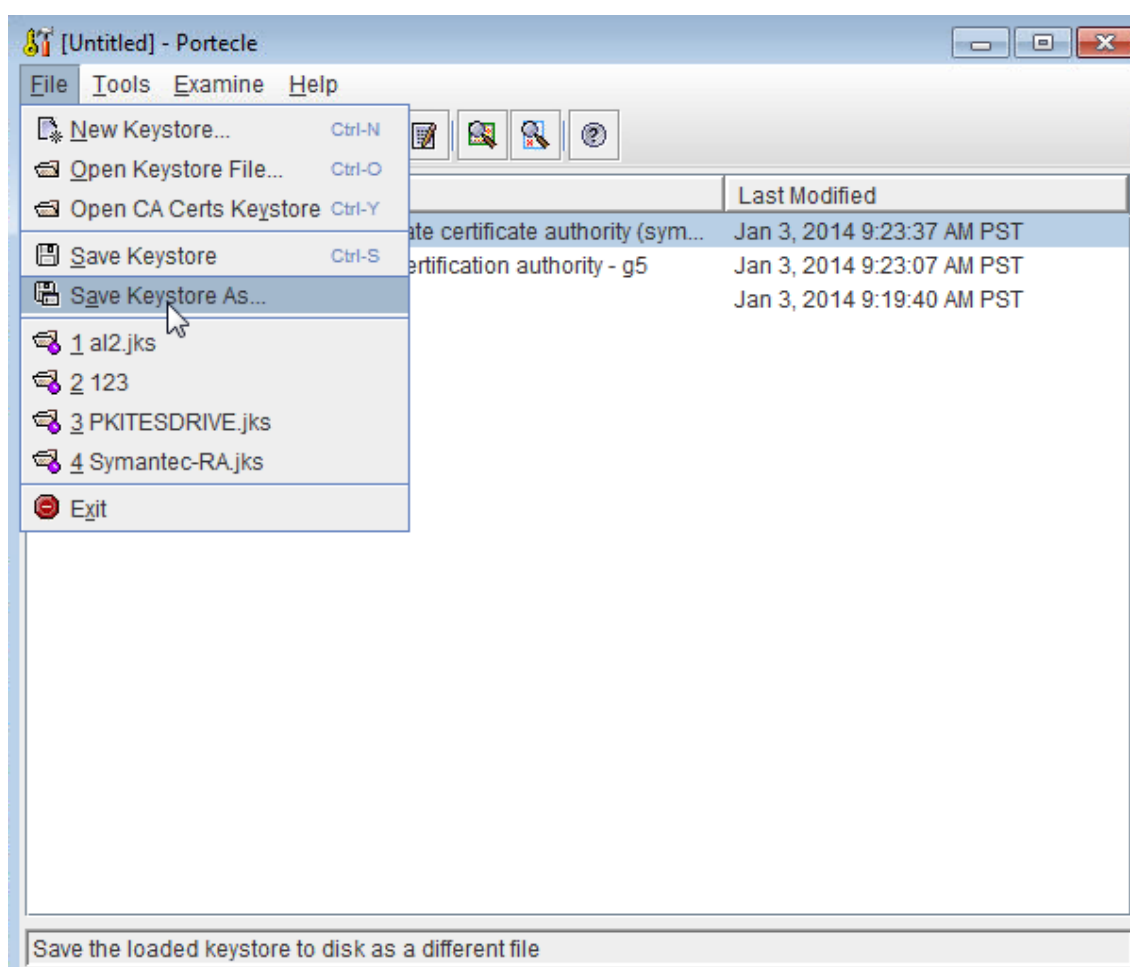 [Untitled] - Portecle
File Tools Examine Help
New Keystore... Ctrl-N
Open Keystore File... Ctrl-O
Open CA Certs Keystore Ctrl-Y
Save Keystore Ctrl-S
Save Keystore As...
1 al2.jks
2 123
3 PKITESDRIVE.jks
4 Symantec-RA.jks
Exit
Last Modified
ate certificate authority (sym... Jan 3, 2014 9:23:37 AM PST
ertification authority - g5 Jan 3, 2014 9:23:07 AM PST
Jan 3, 2014 9:19:40 AM PST
Save the loaded keystore to disk as a different file